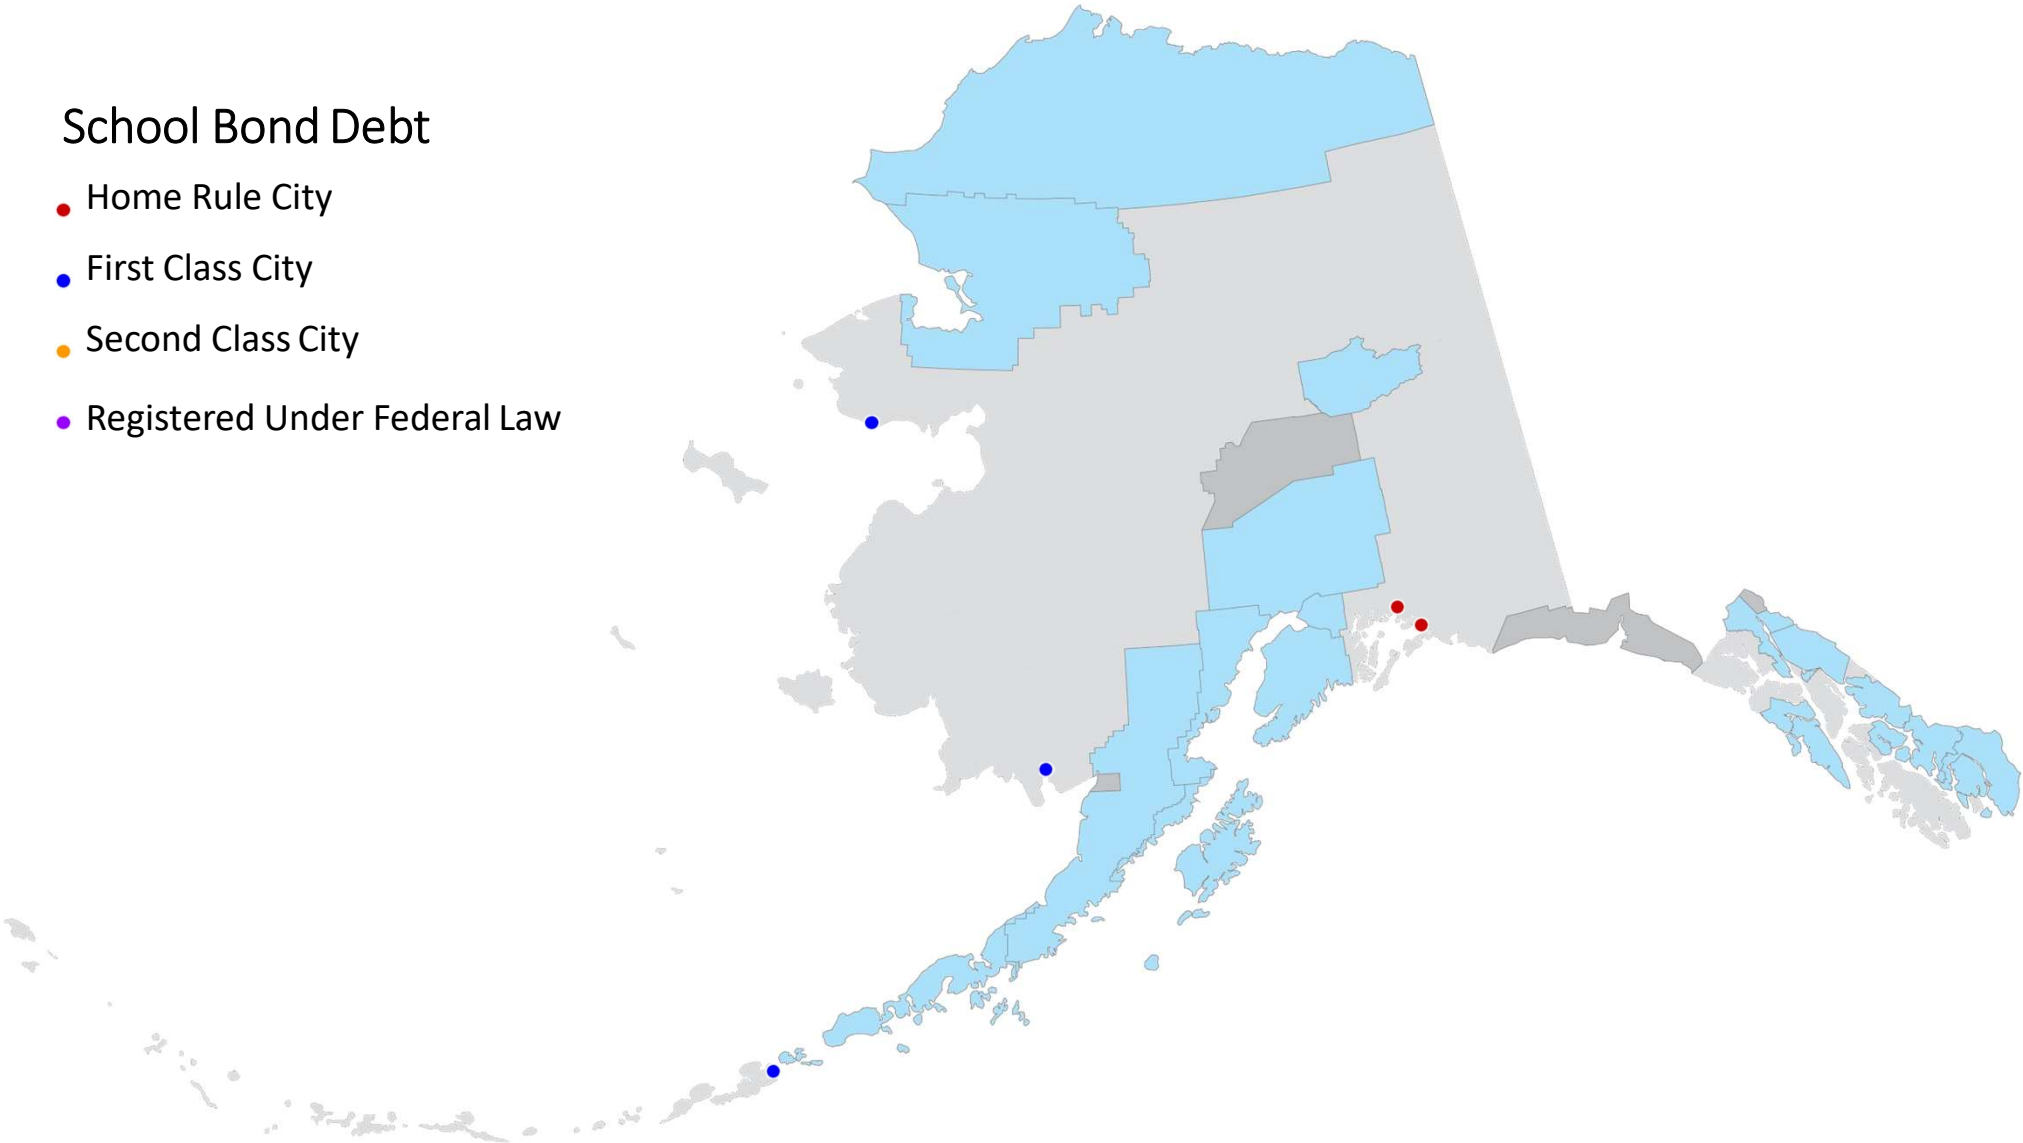 School Bond Debt
Home Rule City
First Class City
Second Class City
Registered Under Federal Law